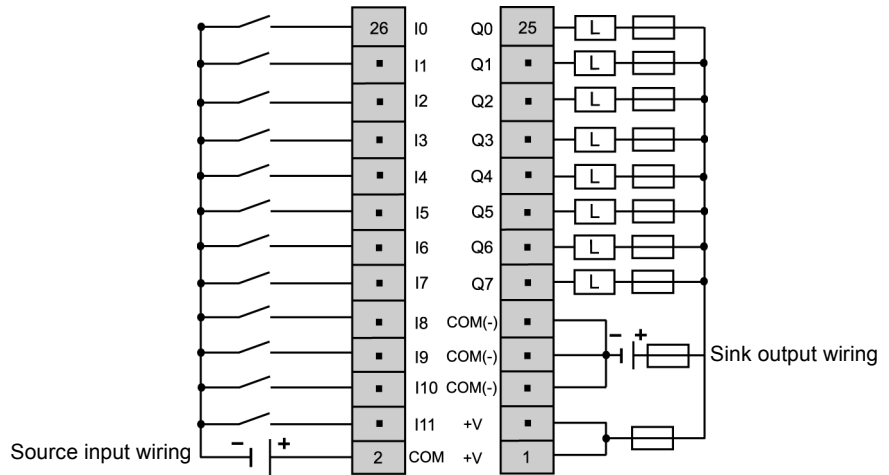 26 I0 Q0 25 L
I1 Q1 L
I2 Q2 L
I3 Q3 L
I4 Q4 L
I5 Q5 L
I6 Q6 L
I7 Q7 L
I8 COM(-)
I9 COM(-) - + Sink output wiring
I10 COM(-)
I11 +V
Source input wiring - + 2 COM +V 1